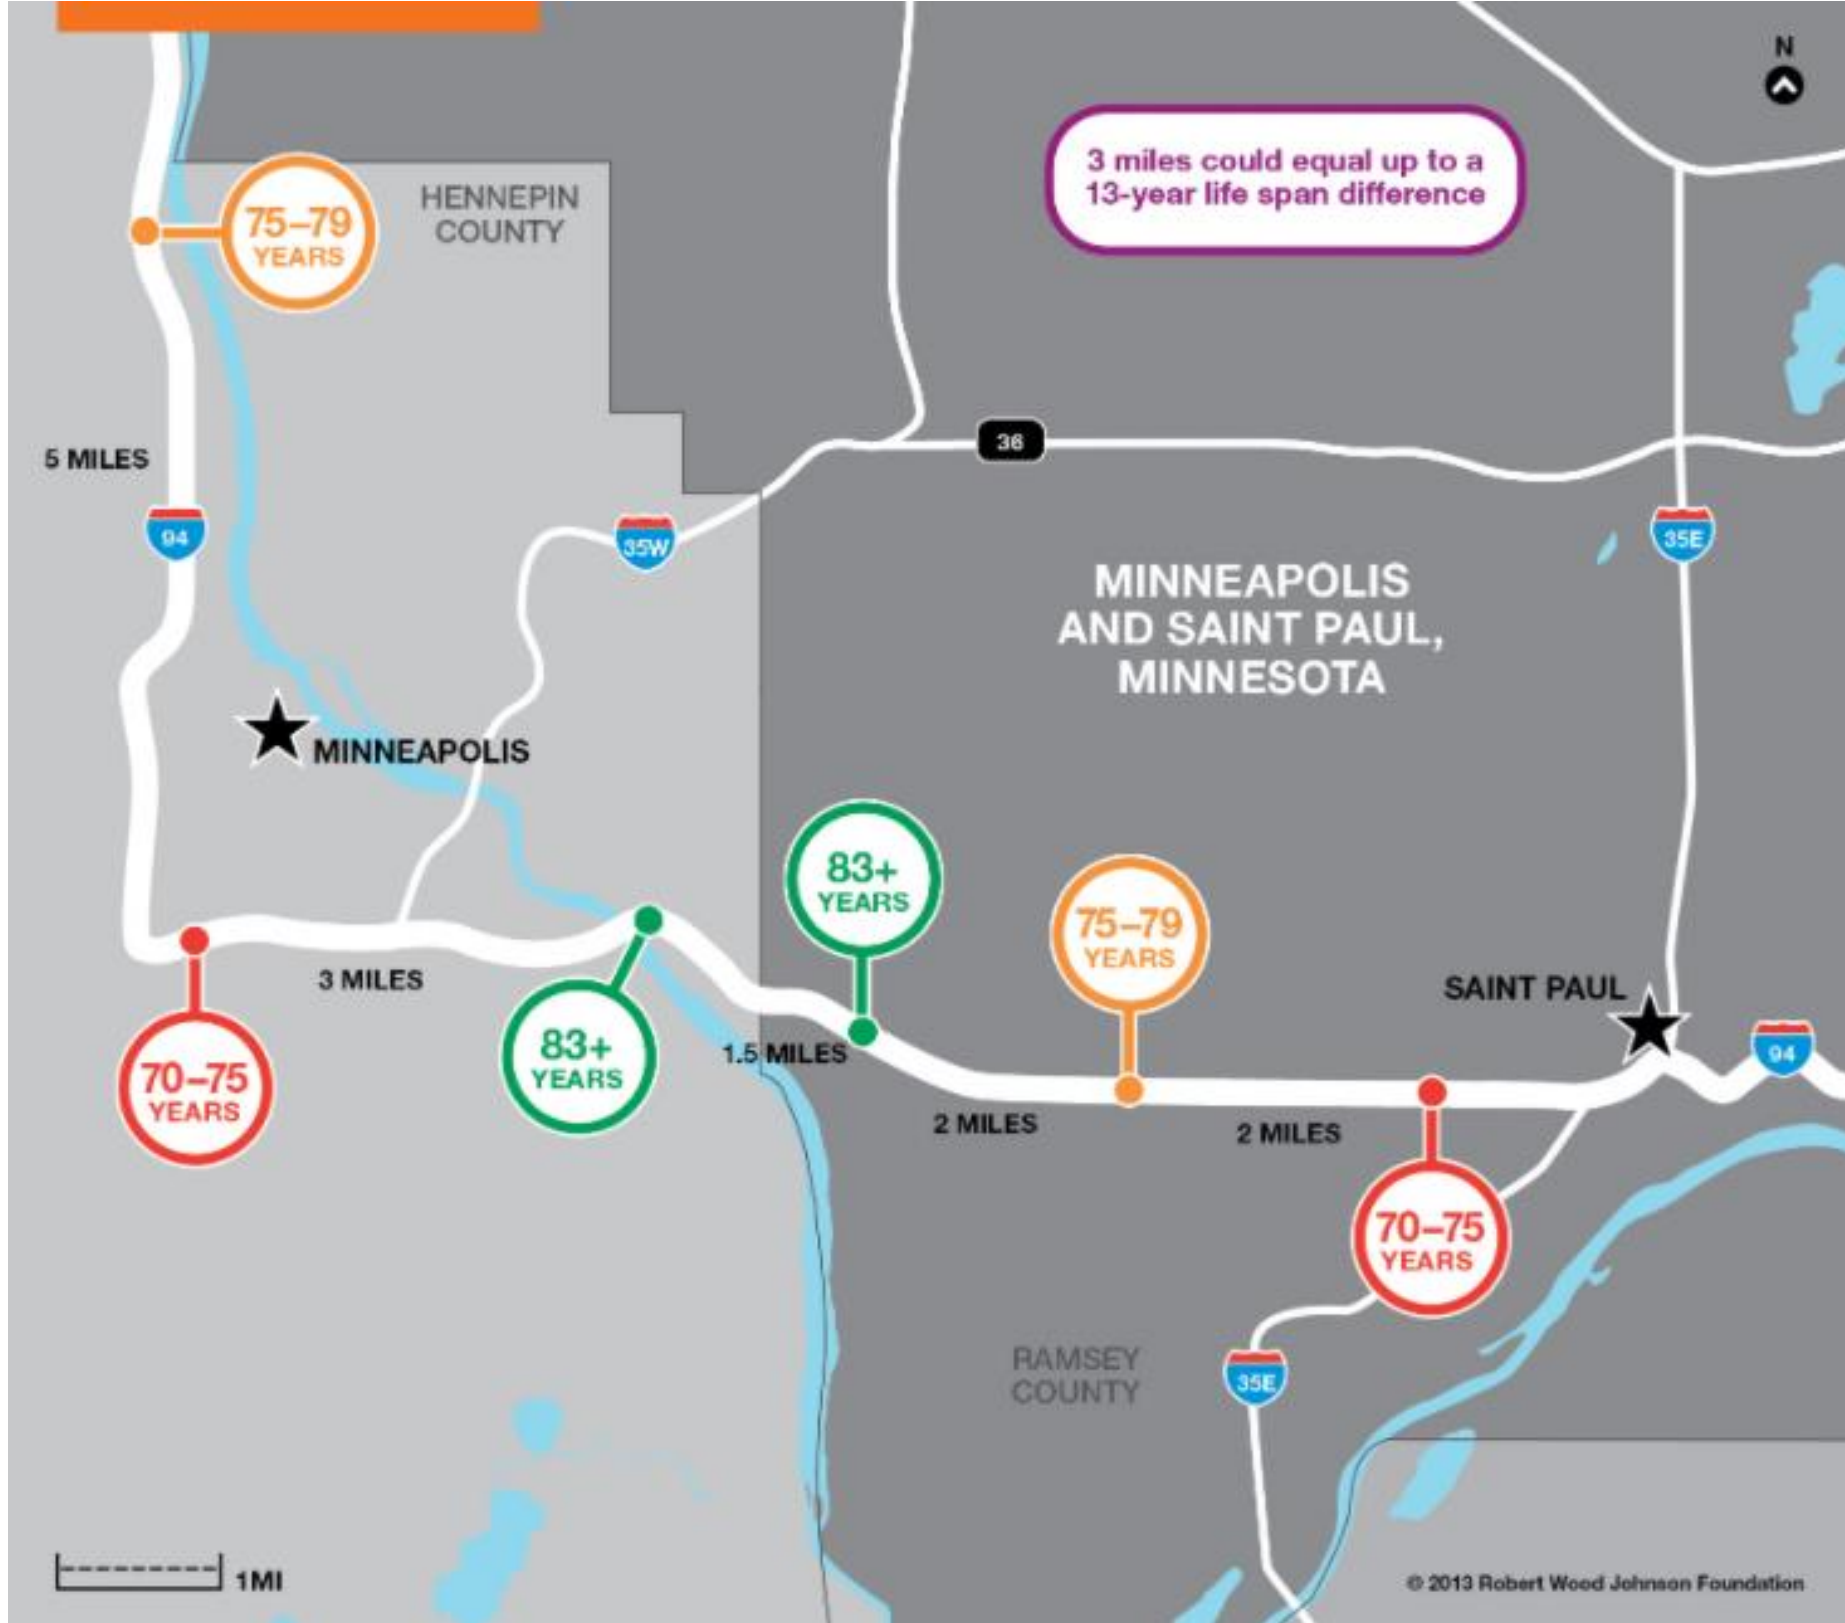 N
3 miles could equal up to a
13-year life span difference
75–79
YEARS
HENNEPIN
COUNTY
36
5 MILES
94
35W
35E
MINNEAPOLIS
AND SAINT PAUL,
MINNESOTA
MINNEAPOLIS
83+
YEARS
75–79
YEARS
SAINT PAUL
3 MILES
94
83+
YEARS
1.5 MILES
70–75
YEARS
2 MILES
2 MILES
70–75
YEARS
RAMSEY
COUNTY
35E
1MI
© 2013 Robert Wood Johnson Foundation